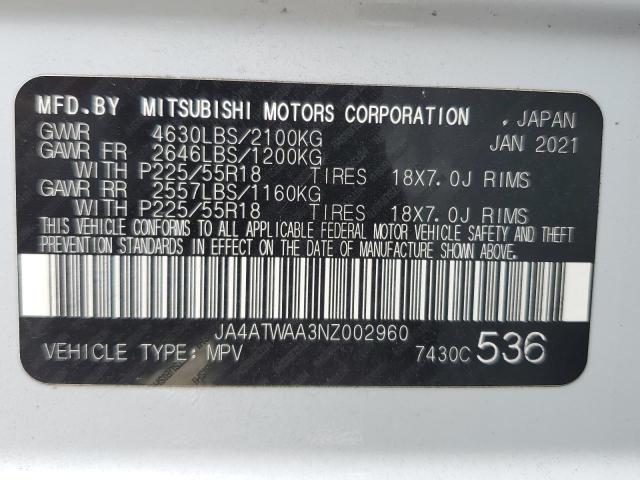 MFD.BY MITSUBISHI MOTORS CORPORATION . JAPAN
GVWR 4630LBS/2100KG JAN 2021
GAWR FR 2646LBS/1200KG
WITH P225/55R18 TIRES 18X7.0J RIMS
GAWR RR 2557LBS/1160KG
WITH P225/55R18 TIRES 18X7.0J RIMS
THIS VEHICLE CONFORMS TO ALL APPLICABLE FEDERAL MOTOR VEHICLE SAFETY AND THEFT
PREVENTION STANDARDS IN EFFECT ON THE DATE OF MANUFACTURE SHOWN ABOVE.
JA4ATWAA3NZ002960
VEHICLE TYPE: MPV 7430C 536